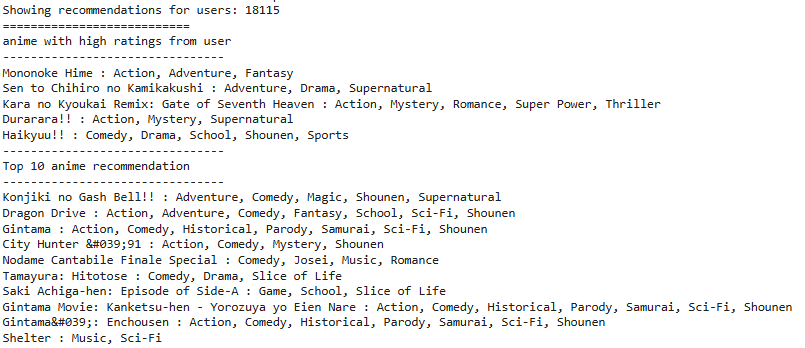 Showing recommendations for users: 18115
===========================
anime with high ratings from user
--------------------------------
Mononoke Hime : Action, Adventure, Fantasy
Sen to Chihiro no Kamikakushi : Adventure, Drama, Supernatural
Kara no Kyoukai Remix: Gate of Seventh Heaven : Action, Mystery, Romance, Super Power, Thriller
Durarara!! : Action, Mystery, Supernatural
Haikyuu!! : Comedy, Drama, School, Shounen, Sports
--------------------------------
Top 10 anime recommendation
--------------------------------
Konjiki no Gash Bell!! : Adventure, Comedy, Magic, Shounen, Supernatural
Dragon Drive : Action, Adventure, Comedy, Fantasy, School, Sci-Fi, Shounen
Gintama : Action, Comedy, Historical, Parody, Samurai, Sci-Fi, Shounen
City Hunter &#039;91 : Action, Comedy, Mystery, Shounen
Nodame Cantabile Finale Special : Comedy, Josei, Music, Romance
Tamayura: Hitotose : Comedy, Drama, Slice of Life
Saki Achiga-hen: Episode of Side-A : Game, School, Slice of Life
Gintama Movie: Kanketsu-hen - Yorozuya yo Eien Nare : Action, Comedy, Historical, Parody, Samurai, Sci-Fi, Shounen
Gintama&#039;: Enchousen : Action, Comedy, Historical, Parody, Samurai, Sci-Fi, Shounen
Shelter : Music, Sci-Fi